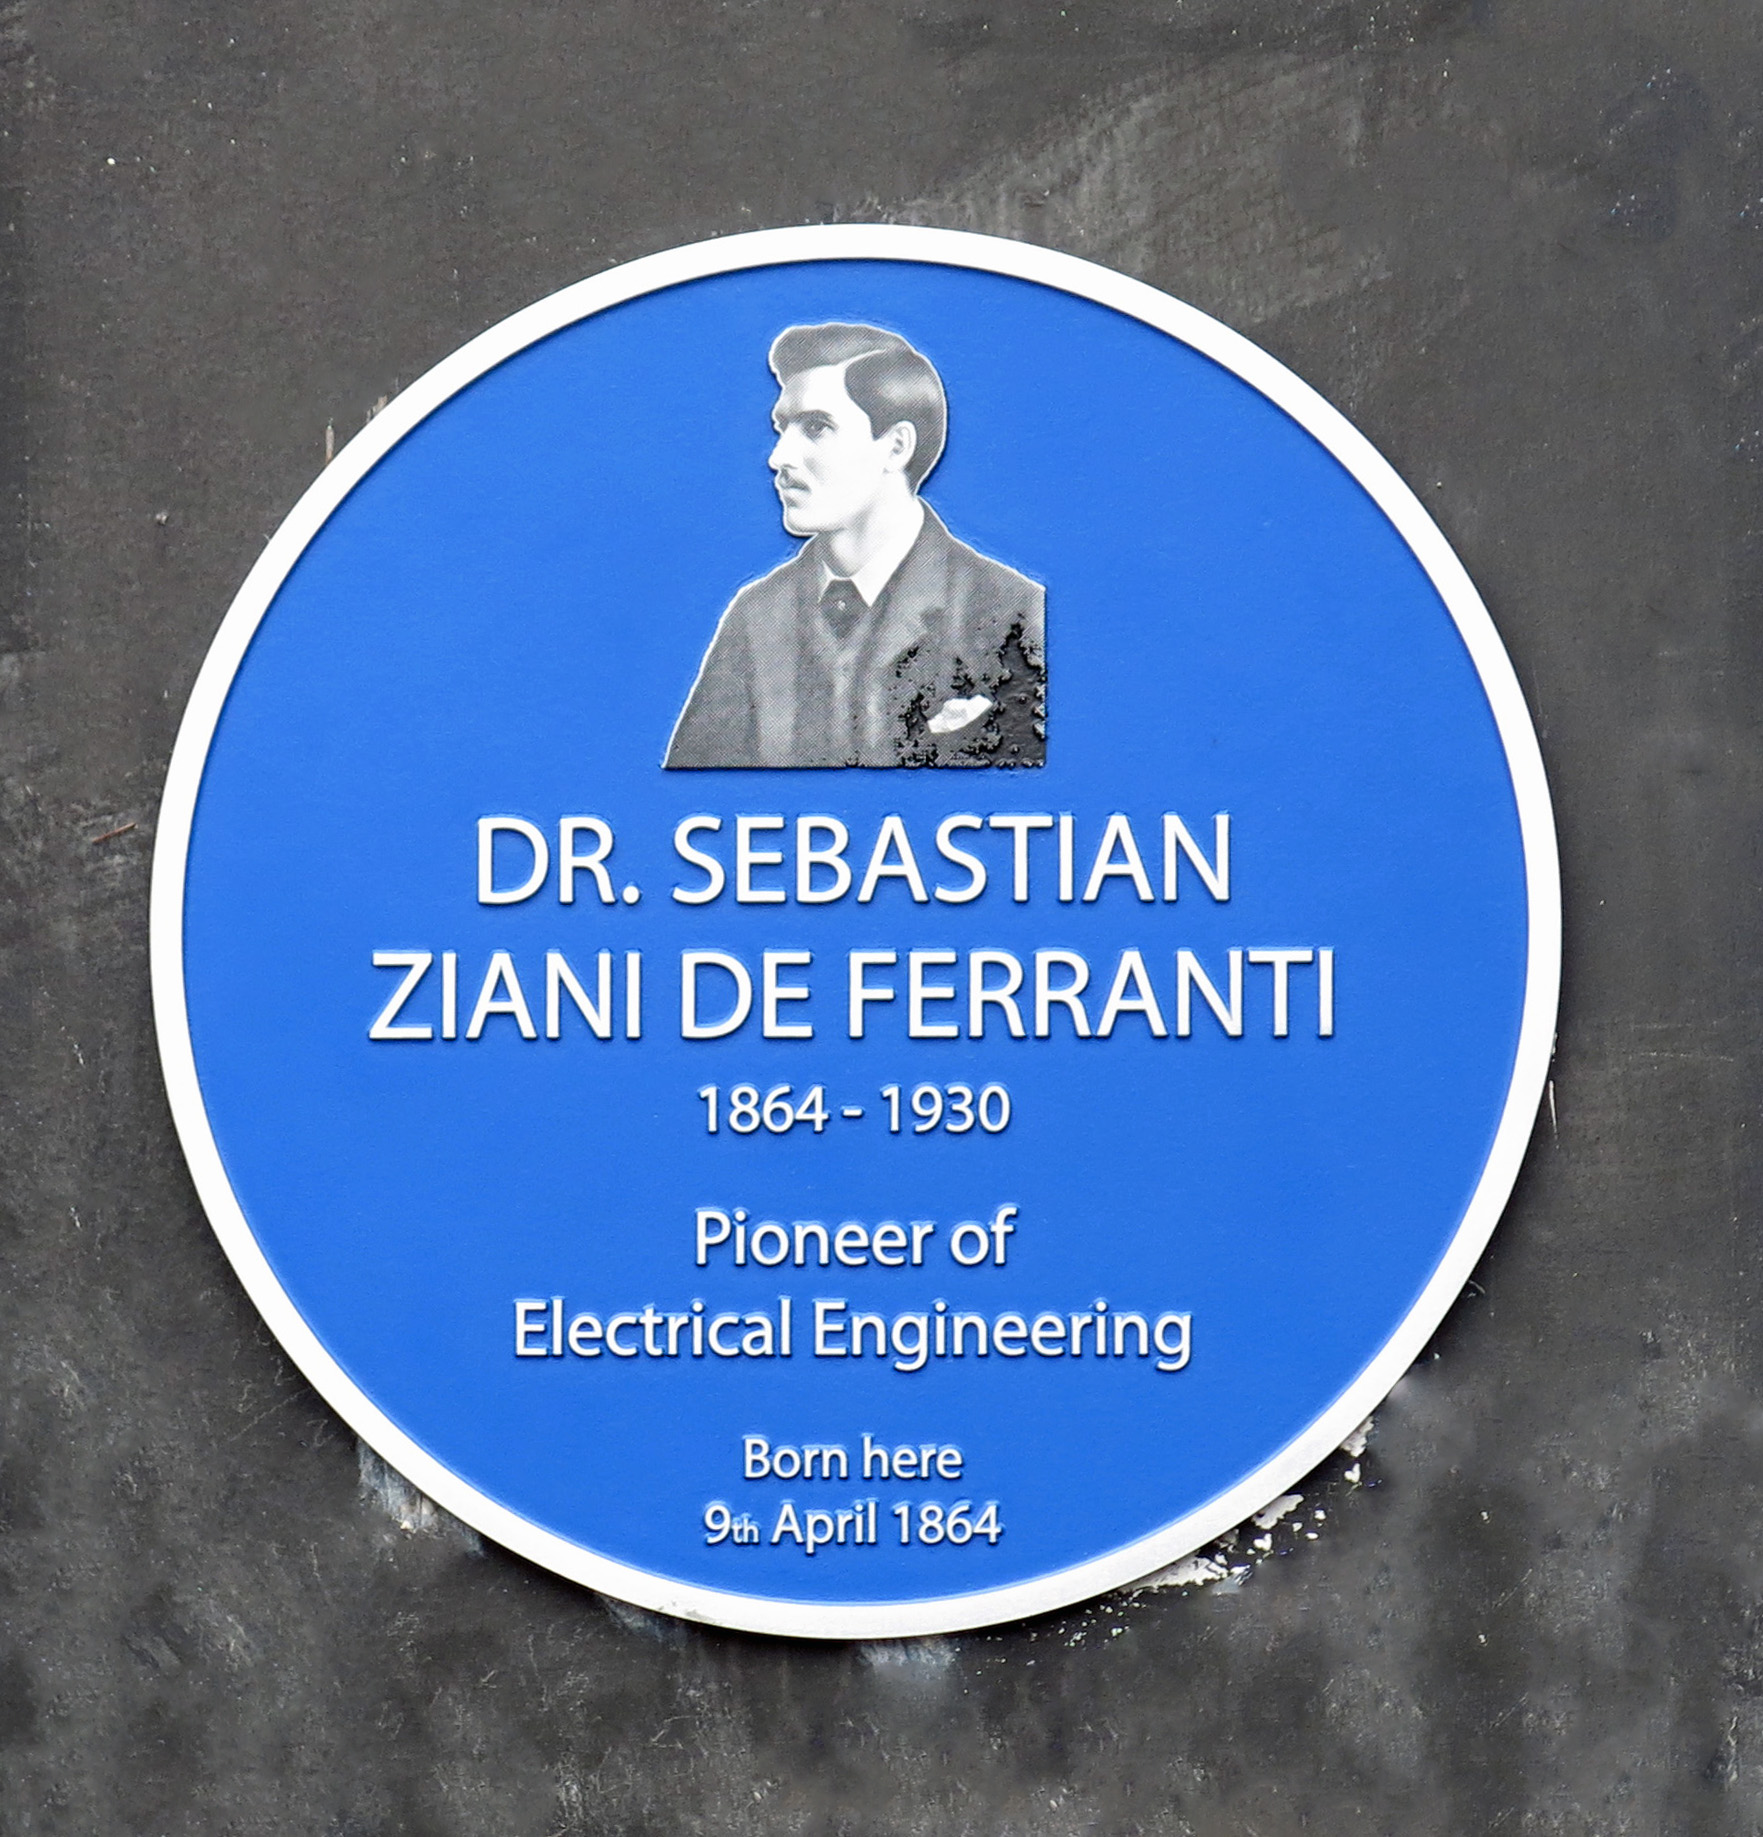 DR. SEBASTIAN
ZIANI DE FERRANTI
1864 - 1930
Pioneer of
Electrical Engineering
Born here
9th April 1864